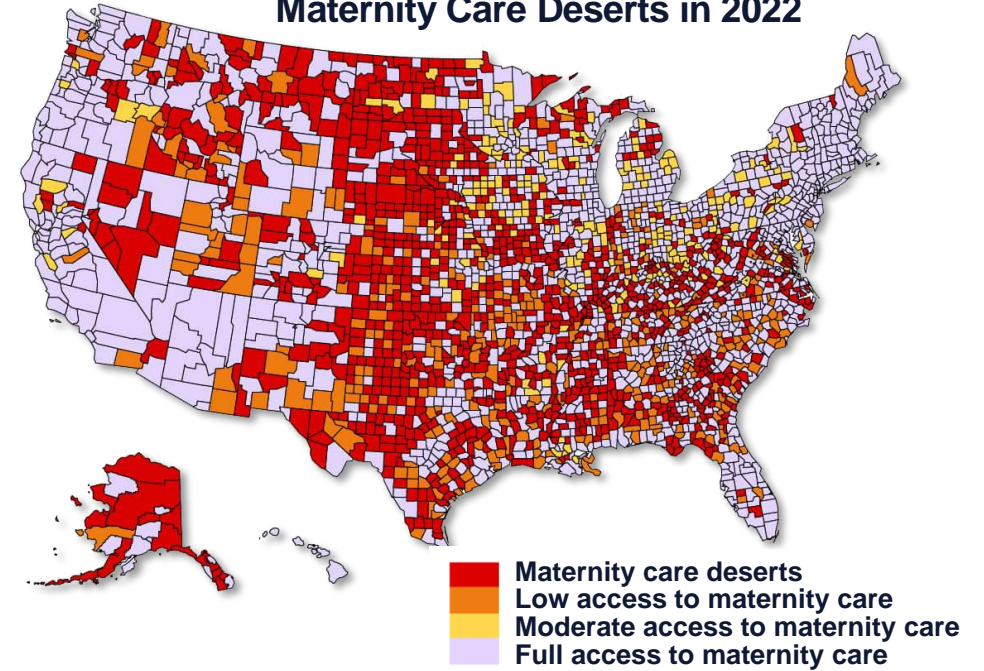 Maternity Care Deserts in 2022
Maternity care deserts
Low access to maternity care
Moderate access to maternity care
Full access to maternity care